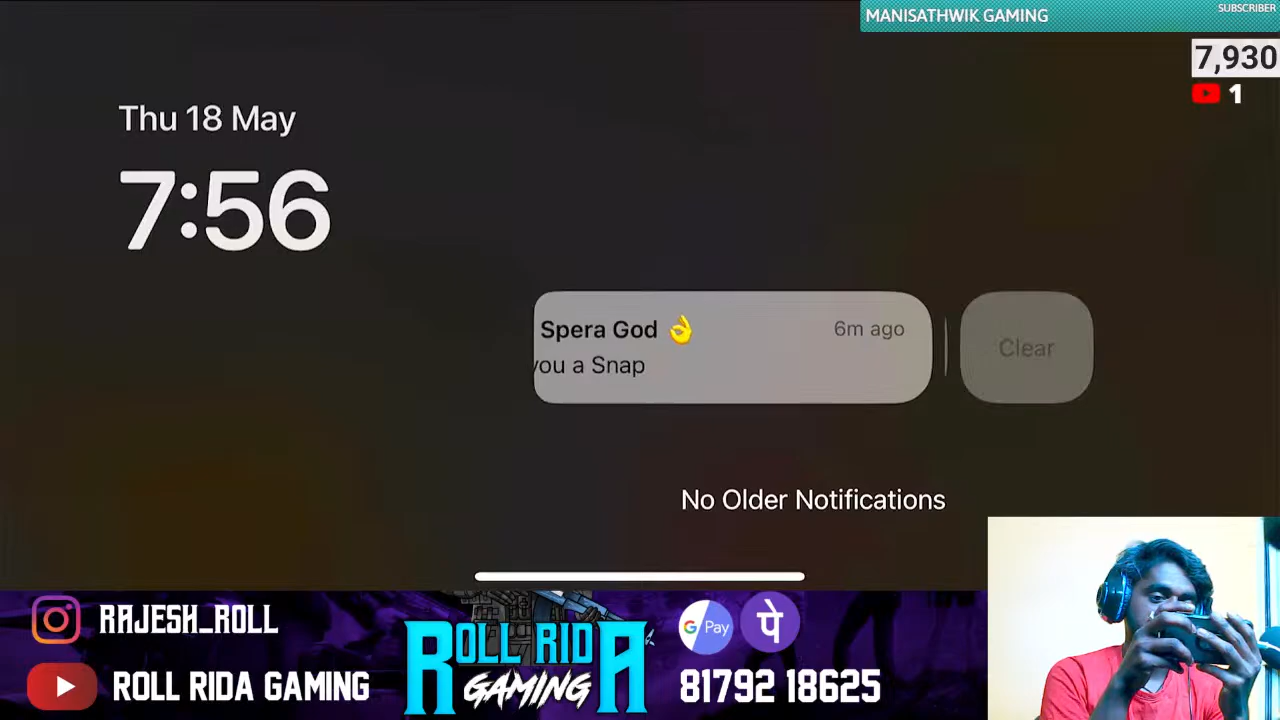 MANISATHWIK GAMING
SUBSCRIBER
7,930
1
Thu 18 May
7:56
Spera God 👌
6m ago
you a Snap
Clear
No Older Notifications
RAJESH_ROLL
ROLL RIDA GAMING
ROLL RIDA
GAMING
G Pay
पे
81792 18625